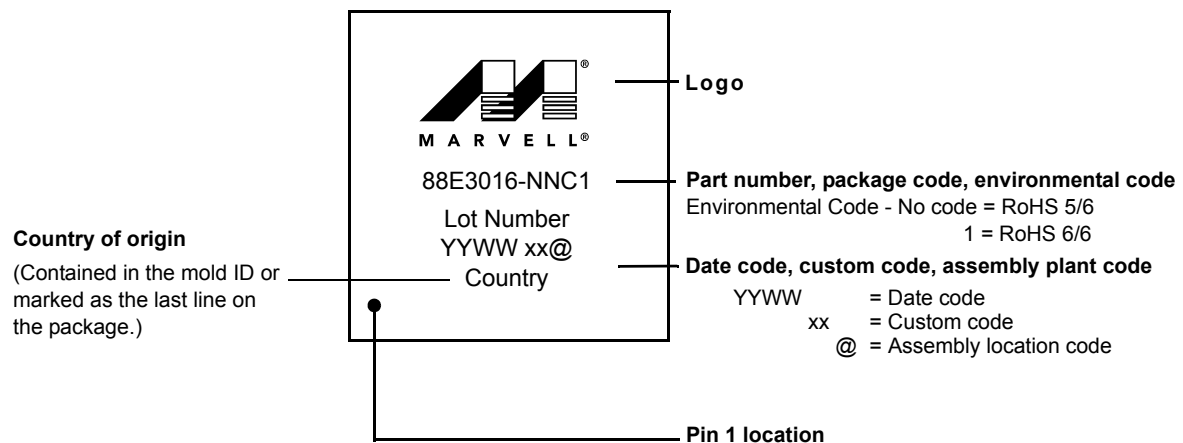 ®
MARVELL®
88E3016-NNC1
Lot Number
YYWW xx@
Country
Logo
Part number, package code, environmental code
Environmental Code - No code = RoHS 5/6
1 = RoHS 6/6
Date code, custom code, assembly plant code
YYWW = Date code
xx = Custom code
@ = Assembly location code
Country of origin
(Contained in the mold ID or
marked as the last line on
the package.)
Pin 1 location